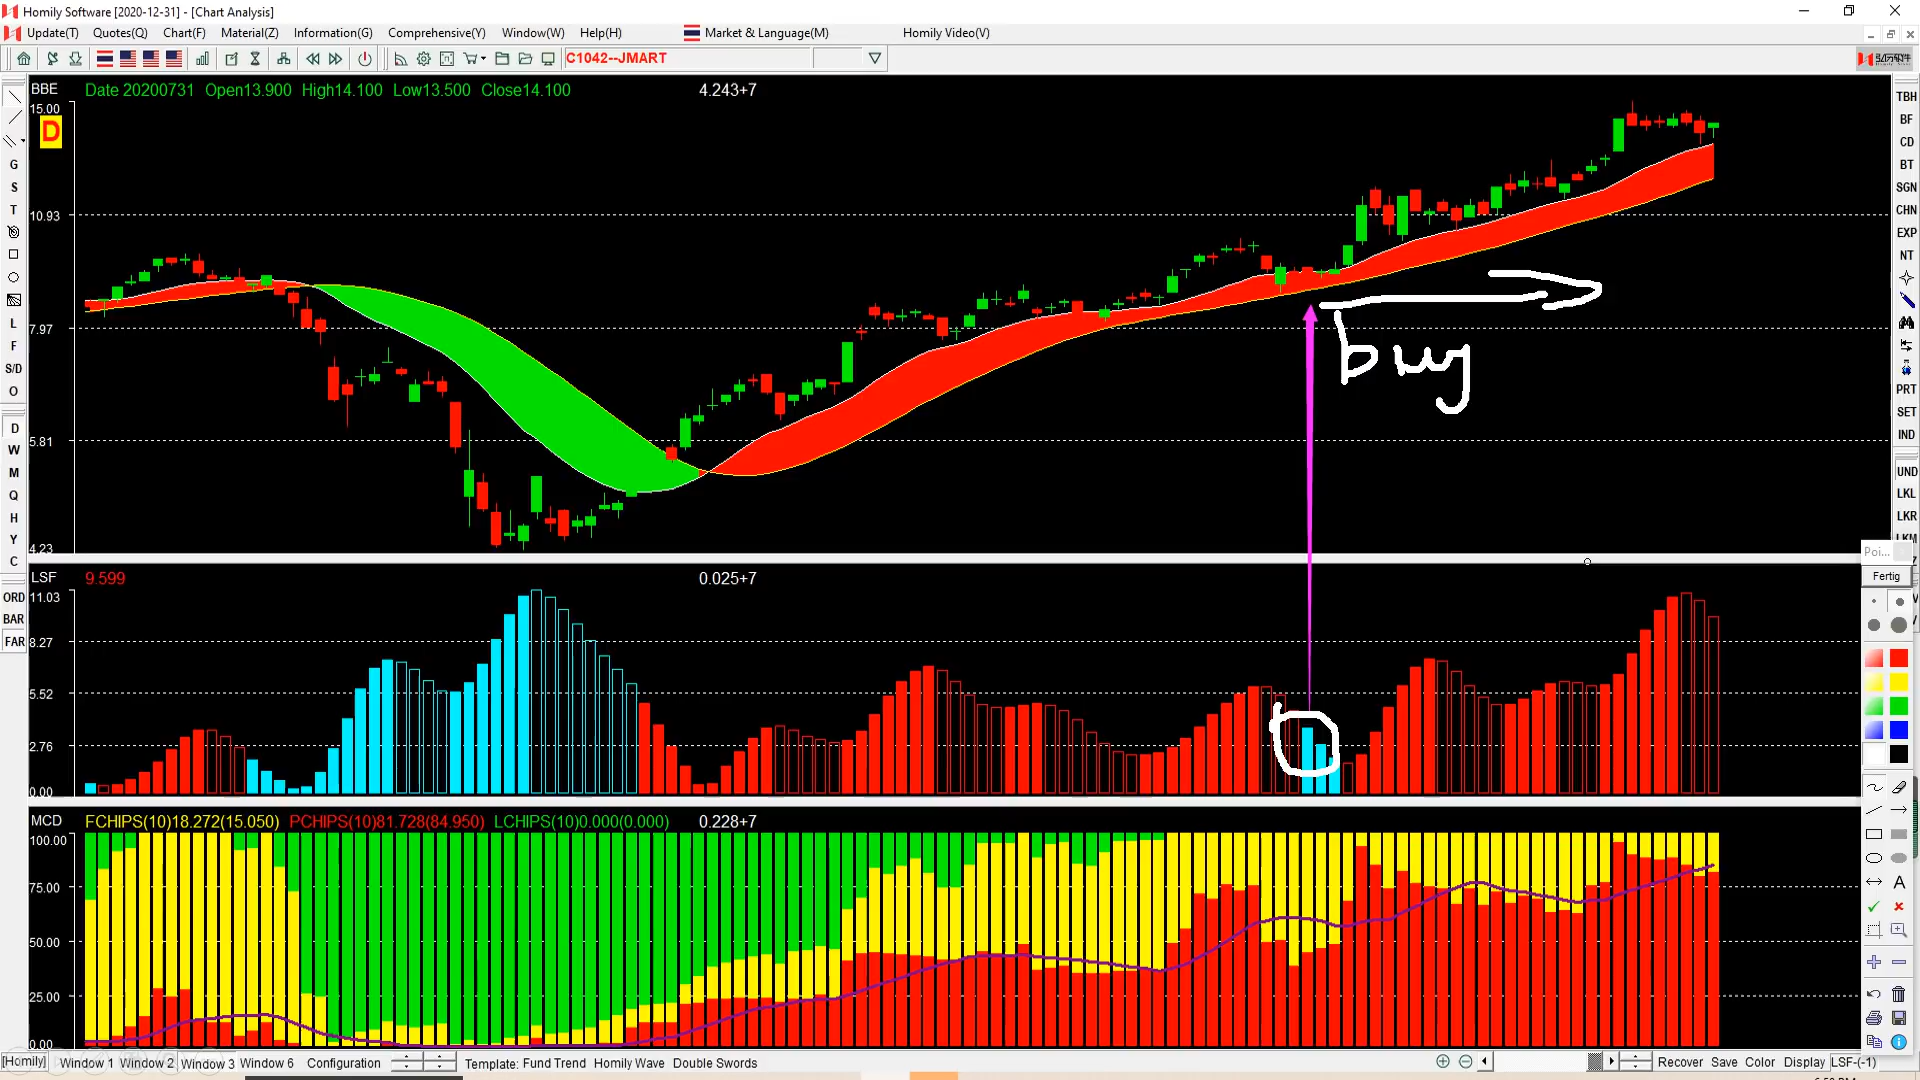 Homily Software [2020-12-31] - [Chart Analysis]
Update(T) Quotes(Q) Chart(F) Material(Z) Information(G) Comprehensive(Y) Window(W) Help(H) Market & Language(M) Homily Video(V)
C1042--JMART
BBE Date 20200731 Open13.900 High14.100 Low13.500 Close14.100 4.243+7
15.00
D
10.93
7.97
5.81
4.23
buy
LSF 9.599 0.025+7
11.03
8.27
5.52
2.76
0.00
MCD FCHIPS(10)18.272(15.050) PCHIPS(10)81.728(84.950) LCHIPS(10)0.000(0.000) 0.228+7
100.00
75.00
50.00
25.00
0.00
G
S
T
L
F
S/D
O
D
W
M
Q
H
Y
C
ORD
BAR
FAR
TBH
BF
CD
BT
SGN
CHN
EXP
NT
PRT
SET
IND
UND
LKL
LKR
LKM
Poi...
Fertig
A
[Homily] Window 1 Window 2 Window 3 Window 6 Configuration Template: Fund Trend Homily Wave Double Swords Recover Save Color Display LSF-(-1)